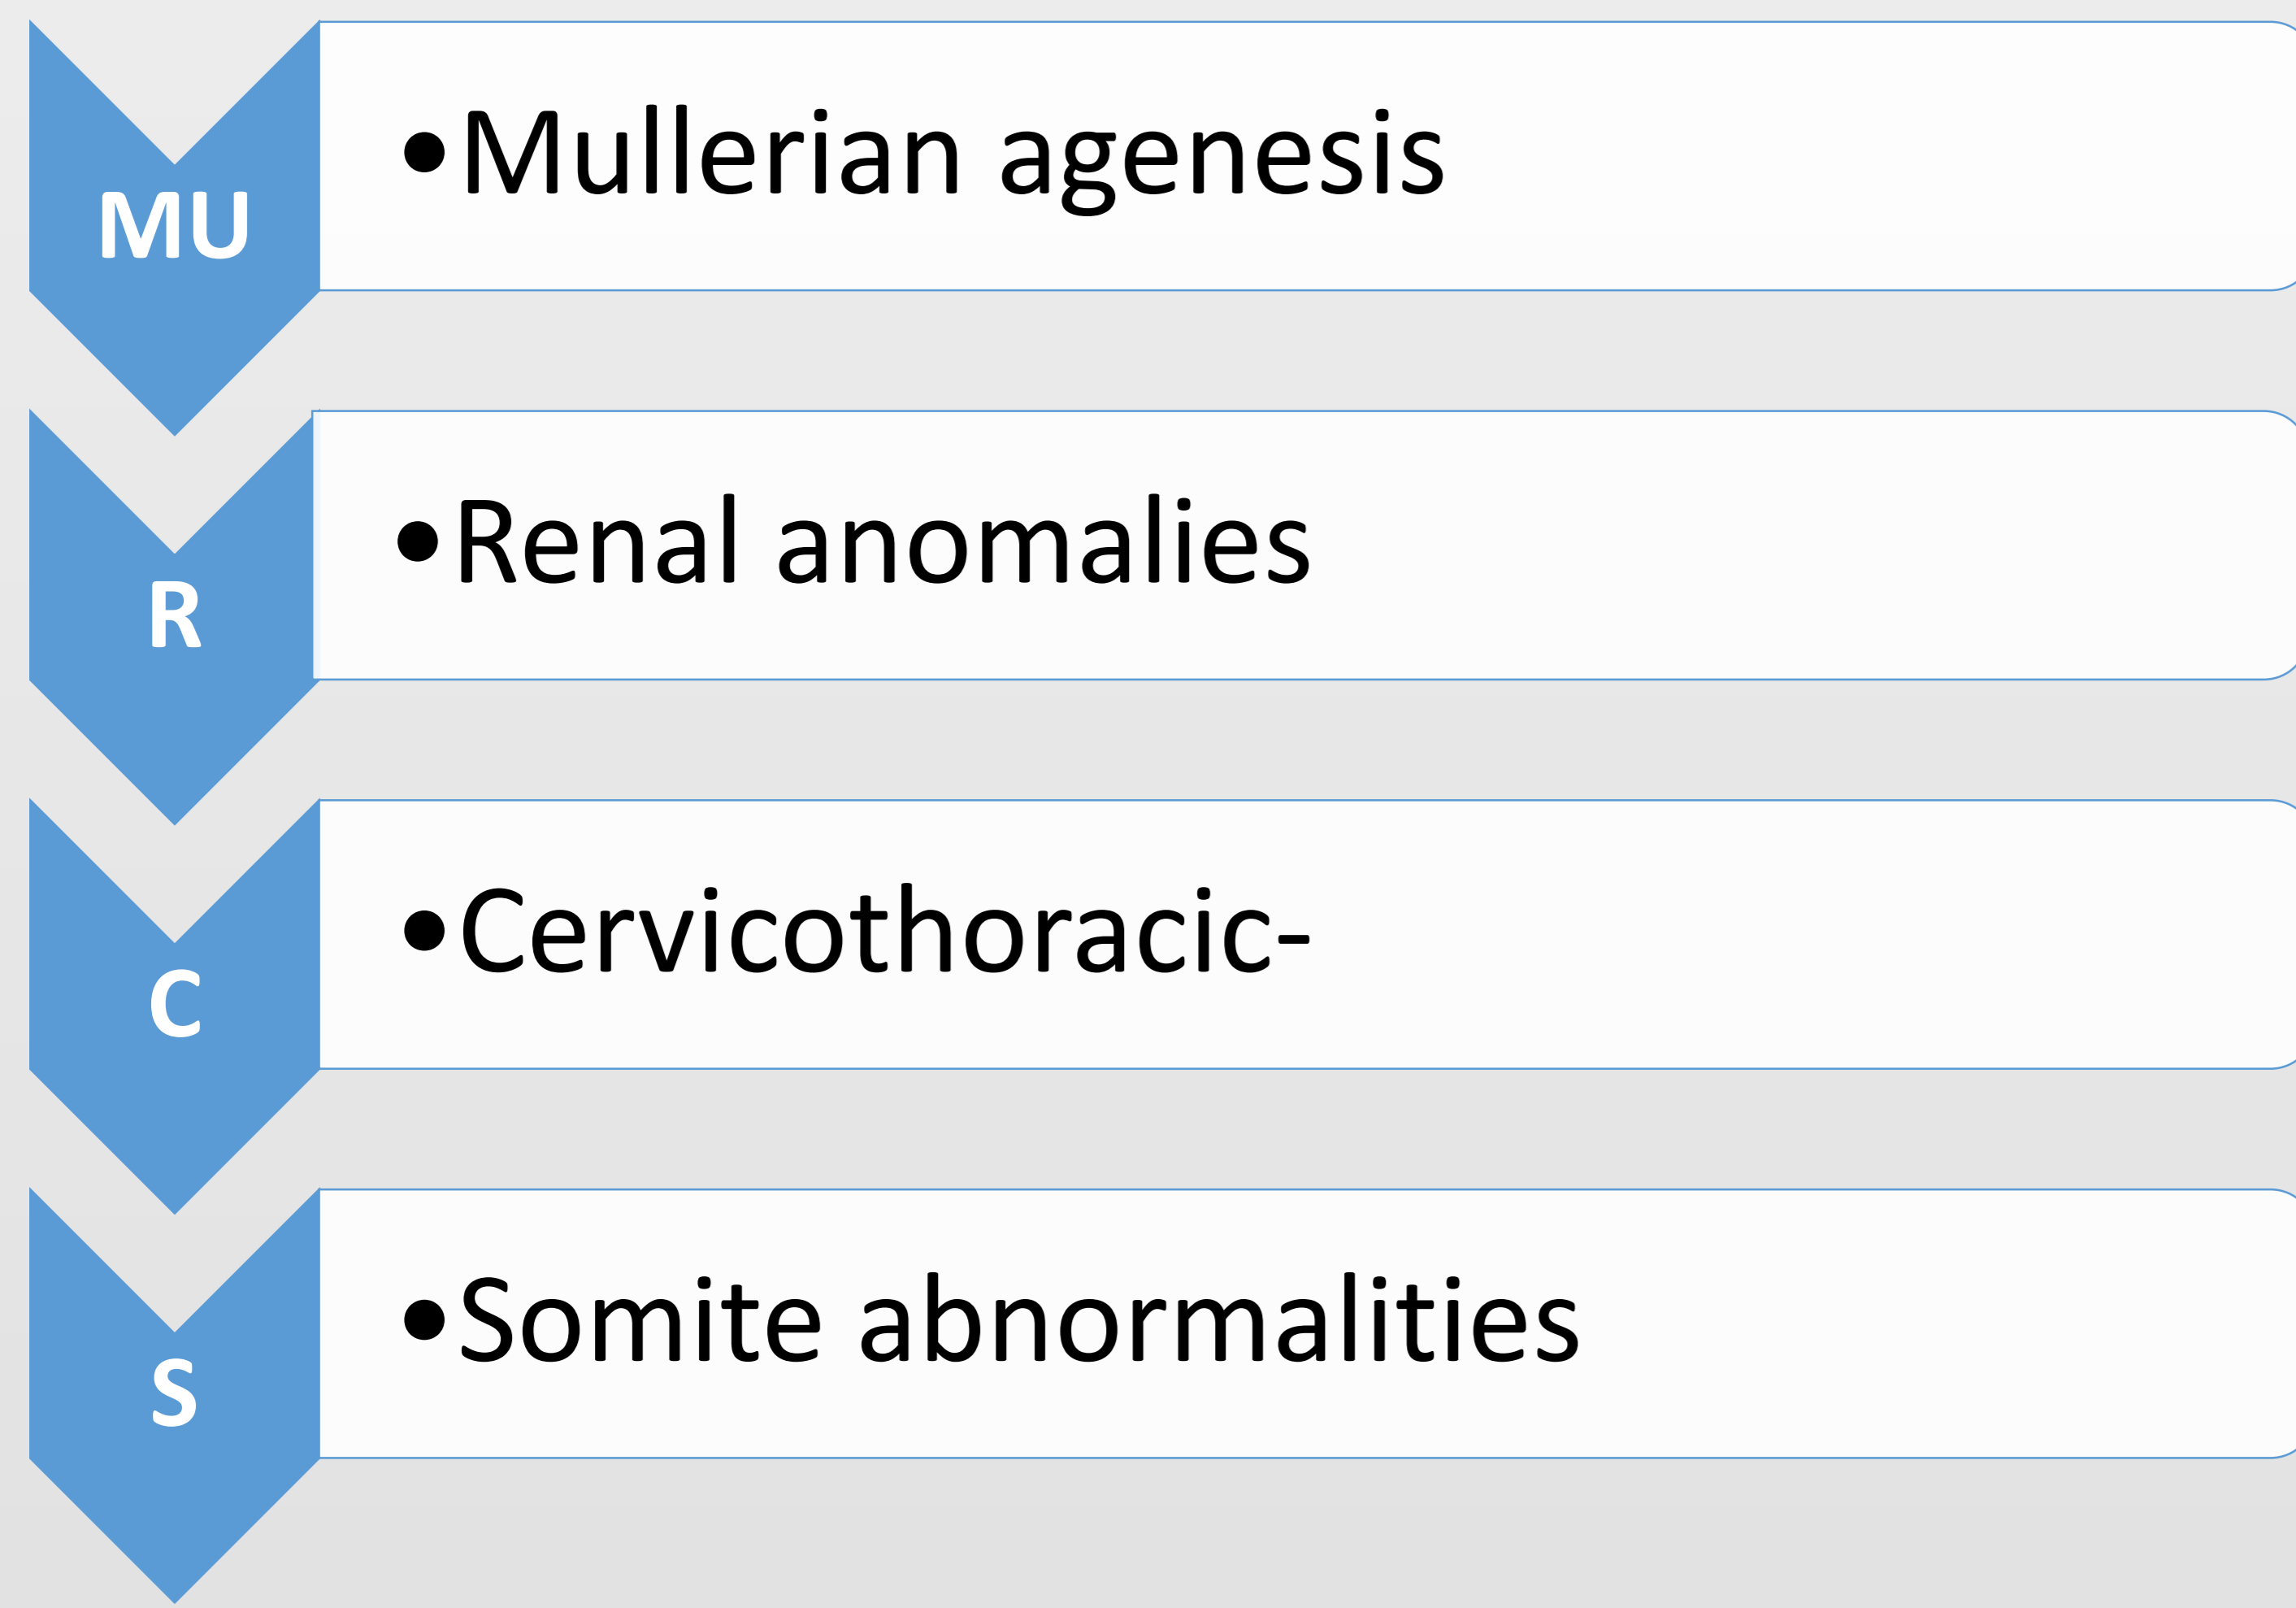 MU
•Mullerian agenesis
R
•Renal anomalies
C
•Cervicothoracic-
S
•Somite abnormalities